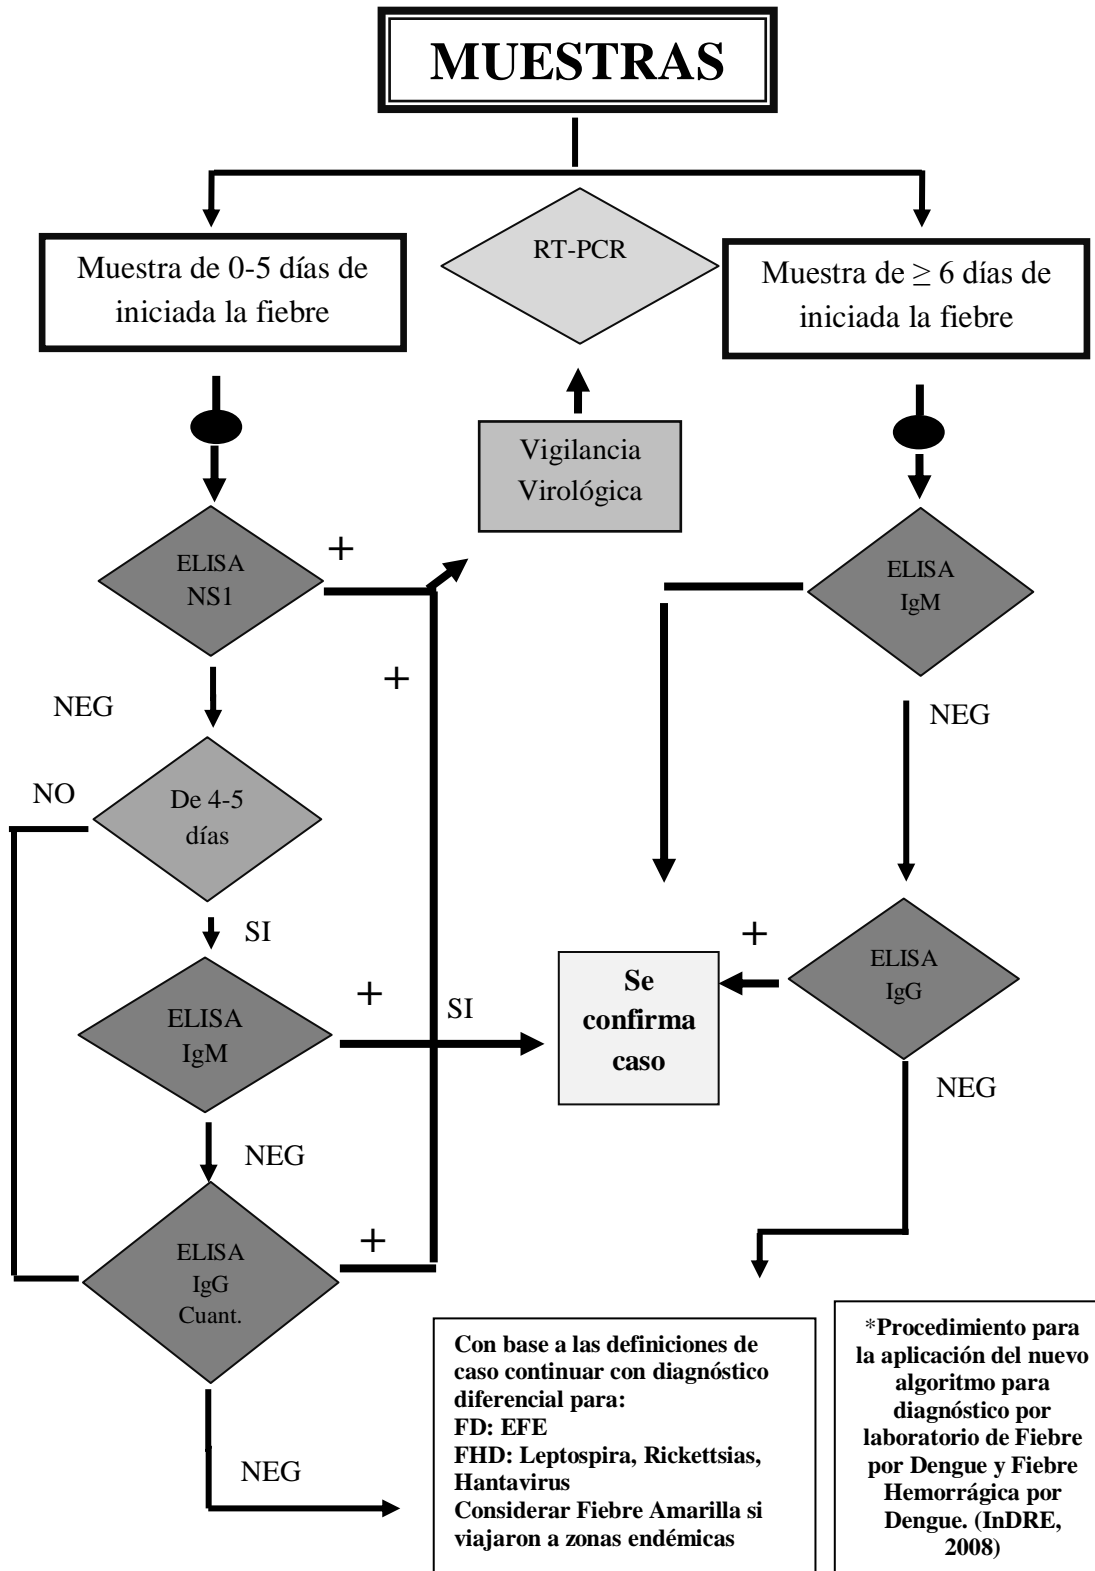 MUESTRAS
Muestra de 0-5 días de
iniciada la fiebre
RT-PCR
Muestra de ≥ 6 días de
iniciada la fiebre
Vigilancia
Virológica
ELISA
NS1
+
ELISA
IgM
+
NEG
NEG
De 4-5
días
NO
SI
ELISA
IgM
+
SI
Se
confirma
caso
+
ELISA
IgG
NEG
NEG
ELISA
IgG
Cuant.
+
NEG
Con base a las definiciones de
caso continuar con diagnóstico
diferencial para:
FD: EFE
FHD: Leptospira, Rickettsias,
Hantavirus
Considerar Fiebre Amarilla si
viajaron a zonas endémicas
*Procedimiento para
la aplicación del nuevo
algoritmo para
diagnóstico por
laboratorio de Fiebre
por Dengue y Fiebre
Hemorrágica por
Dengue. (InDRE,
2008)